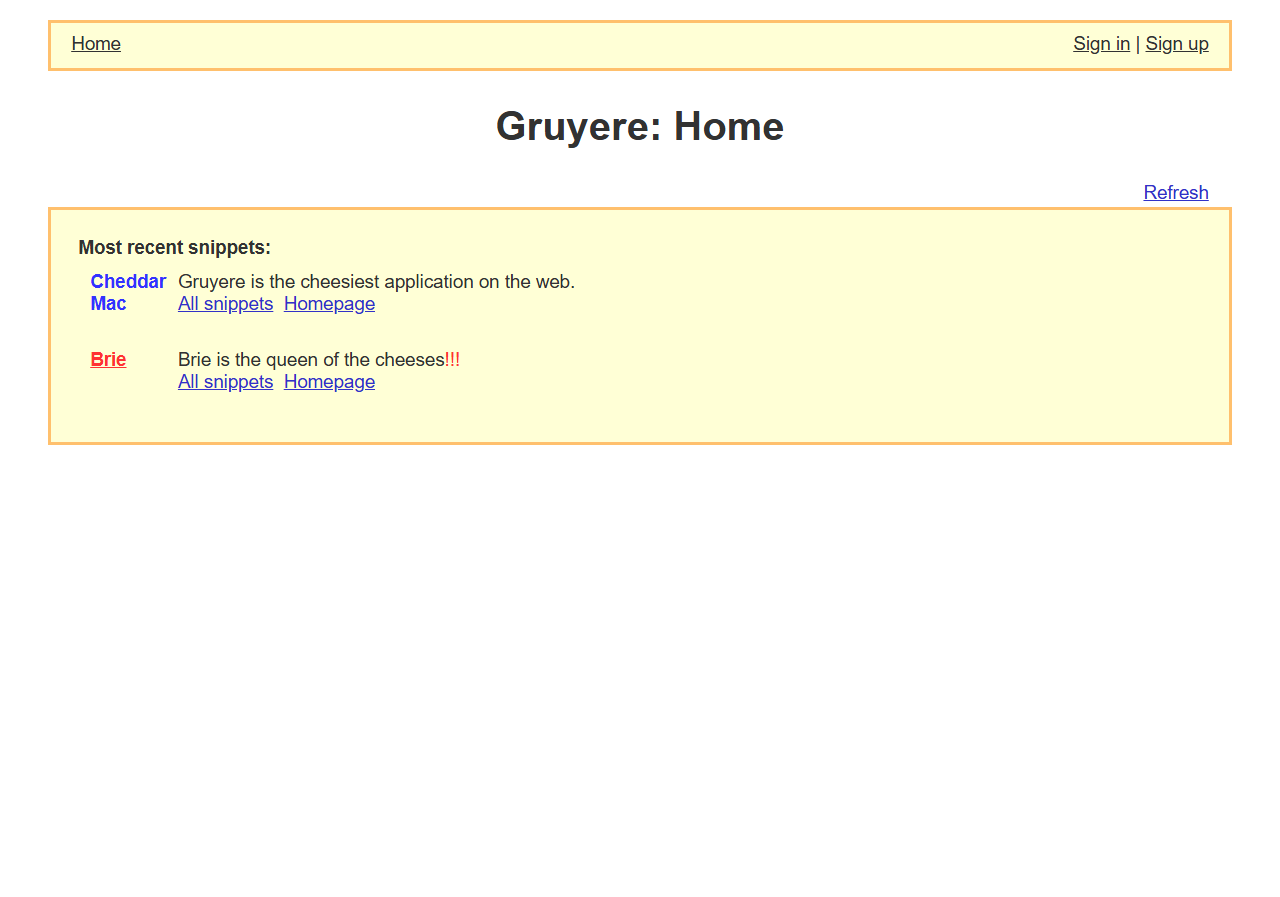 Home Sign in | Sign up
Gruyere: Home
Refresh
Most recent snippets:
Cheddar Gruyere is the cheesiest application on the web.
Mac All snippets Homepage
Brie Brie is the queen of the cheeses!!!
All snippets Homepage